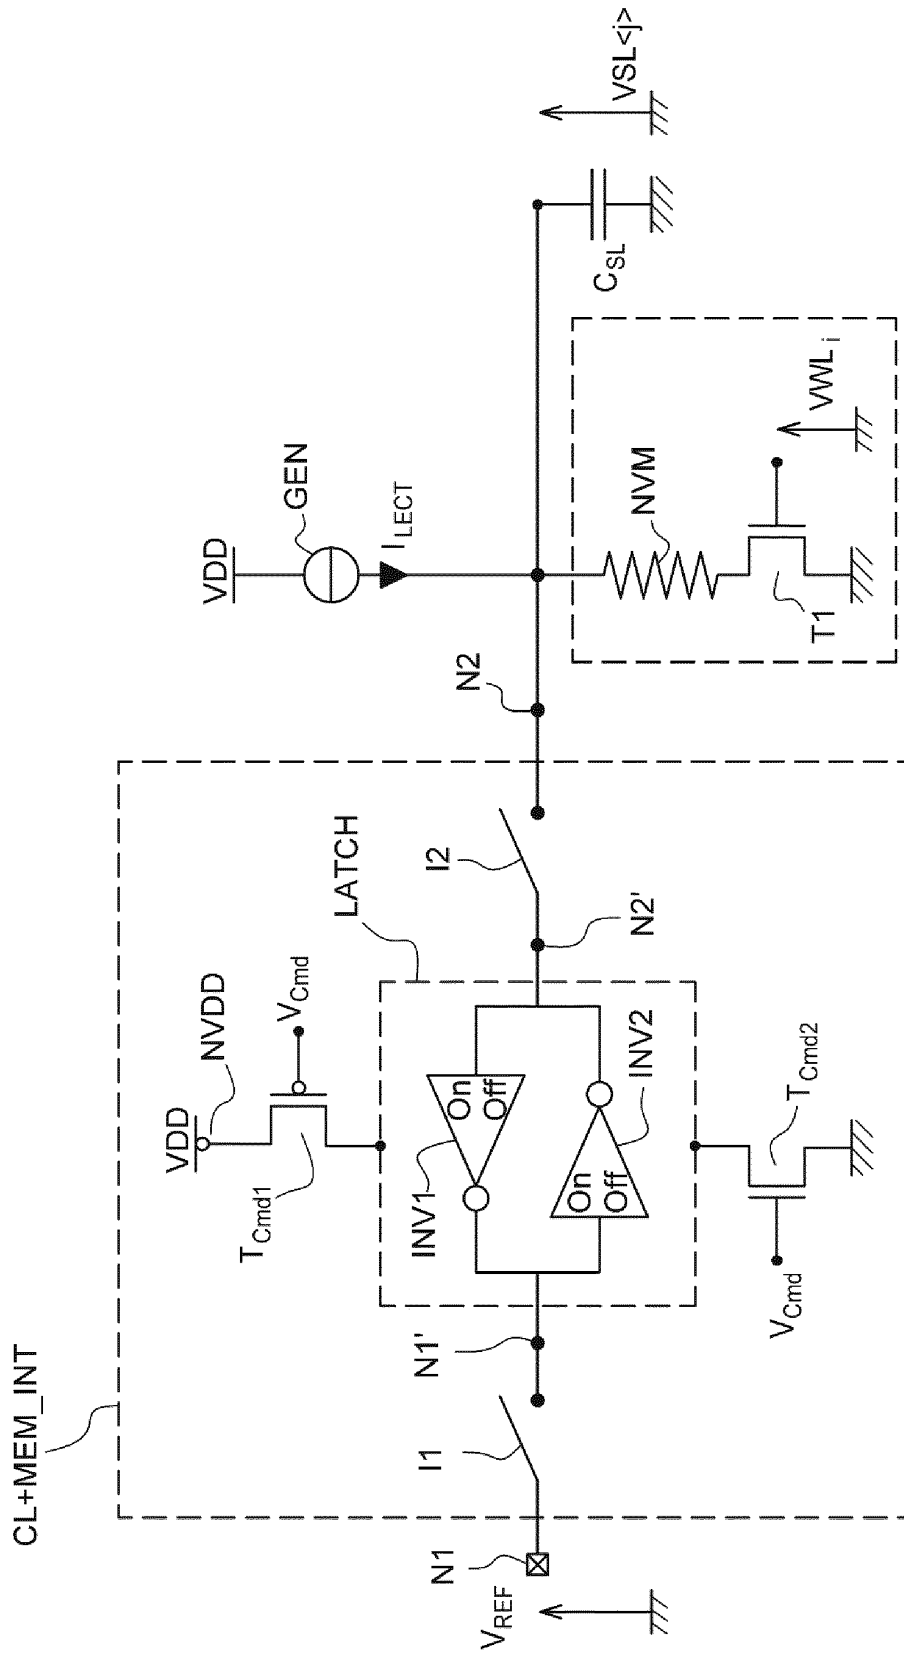 CL+MEM_INT
VDD
NVDD
VCmd
TCmd1
LATCH
VDD
GEN
ILECT
VSL<j>
N1
VREF
I1
N1'
INV1
On
Off
On
Off
INV2
N2'
I2
N2
CSL
NVM
T1
VWLi
VCmd
TCmd2